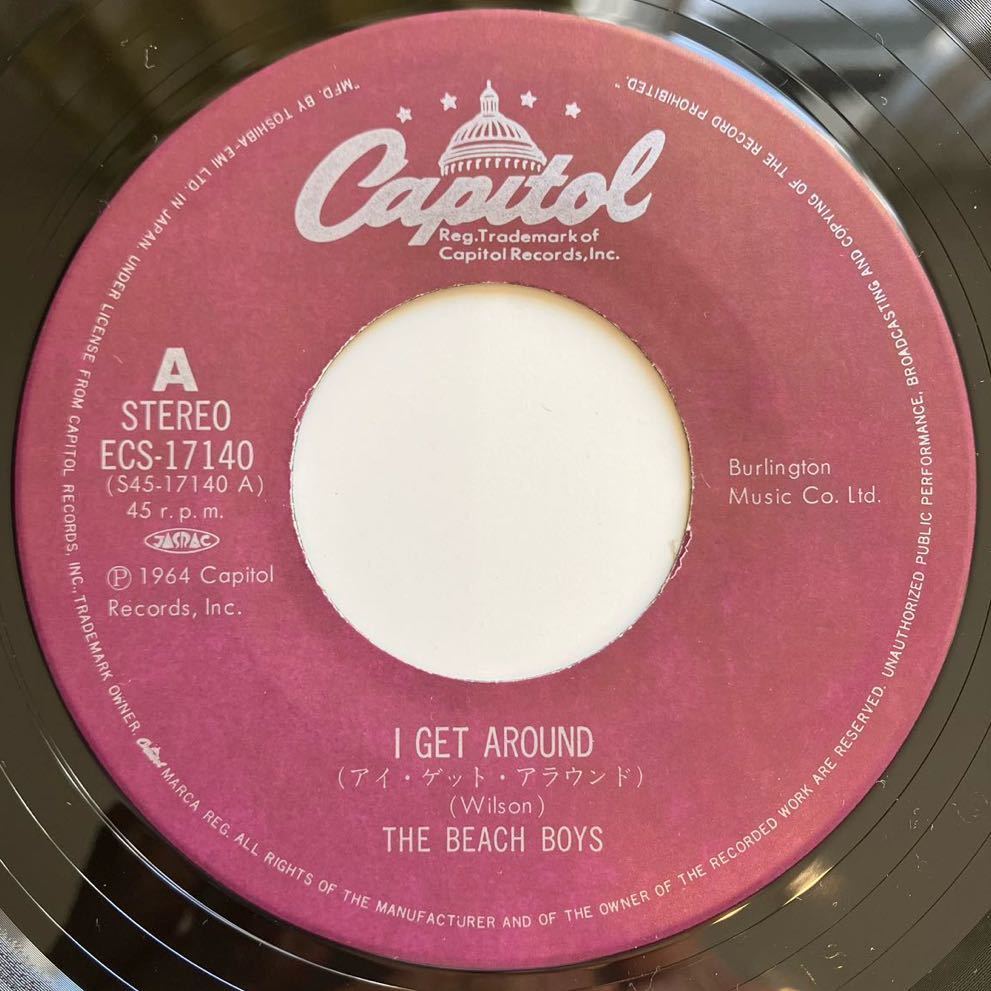 Capitol
Reg.Trademark of
Capitol Records,Inc.
A
STEREO
ECS-17140
(S45-17140 A)
45 r.p.m.
JASRAC
Ⓟ 1964 Capitol
Records, Inc.
Burlington
Music Co. Ltd.
I GET AROUND
(アイ・ゲット・アラウンド)
(Wilson)
THE BEACH BOYS
"MFD. BY TOSHIBA-EMI LTD. IN JAPAN, UNDER LICENSE FROM CAPITOL RECORDS, INC., TRADEMARK OWNER. Capitol MARCA REG. ALL RIGHTS OF THE MANUFACTURER AND OF THE OWNER OF THE RECORDED WORK ARE RESERVED. UNAUTHORIZED PUBLIC PERFORMANCE, BROADCASTING AND COPYING OF THE RECORD PROHIBITED."